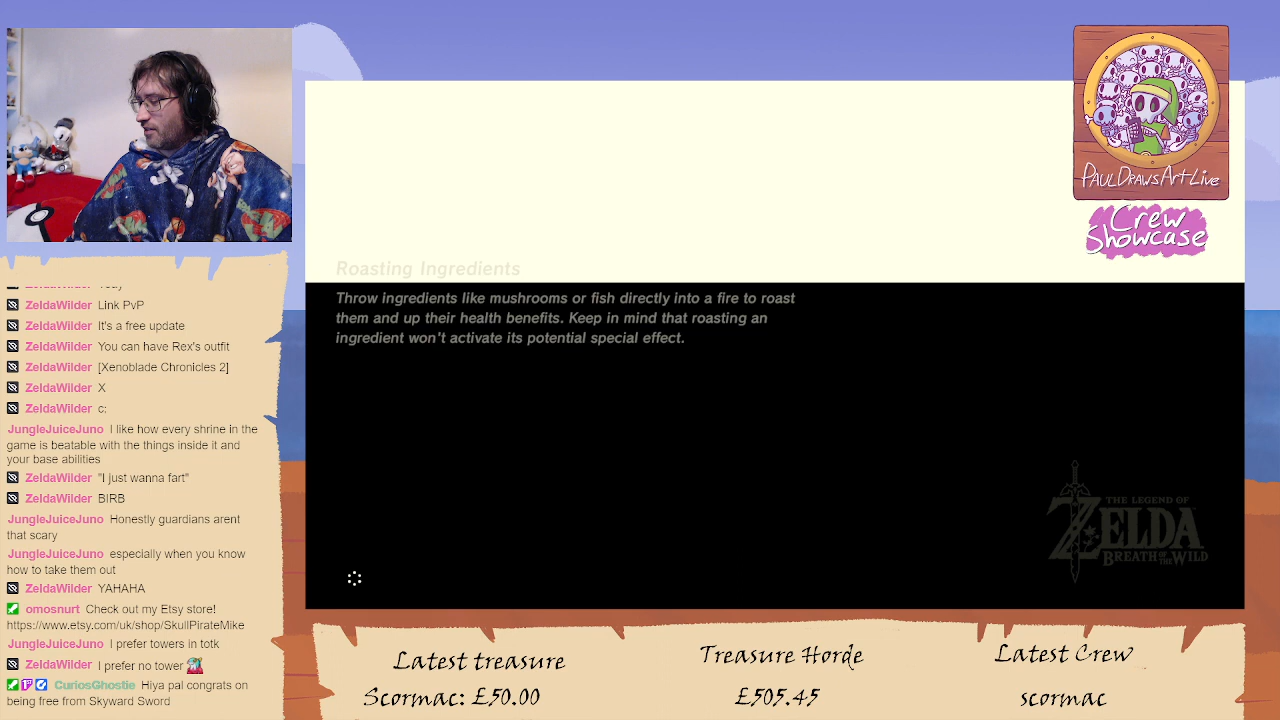 ZeldaWilder Link PvP
ZeldaWilder It's a free update
ZeldaWilder You can have Rex's outfit
ZeldaWilder [Xenoblade Chronicles 2]
ZeldaWilder X
ZeldaWilder c:
JungleJuiceJuno I like how every shrine in the
game is beatable with the things inside it and
your base abilities
ZeldaWilder "I just wanna fart"
ZeldaWilder BIRB
JungleJuiceJuno Honestly guardians arent
that scary
JungleJuiceJuno especially when you know
how to take them out
ZeldaWilder YAHAHA
omosnurt Check out my Etsy store!
https://www.etsy.com/uk/shop/SkullPirateMike
JungleJuiceJuno I prefer towers in totk
ZeldaWilder I prefer no tower
CuriosGhostie Hiya pal congrats on
being free from Skyward Sword
Roasting Ingredients
Throw ingredients like mushrooms or fish directly into a fire to roast
them and up their health benefits. Keep in mind that roasting an
ingredient won't activate its potential special effect.
THE LEGEND OF
ZELDA
BREATH OF THE WILD
PAULDRAWSARTLIVE
Crew
Showcase
Latest treasure
Scormac: £50.00
Treasure Horde
£505.45
Latest Crew
scormac